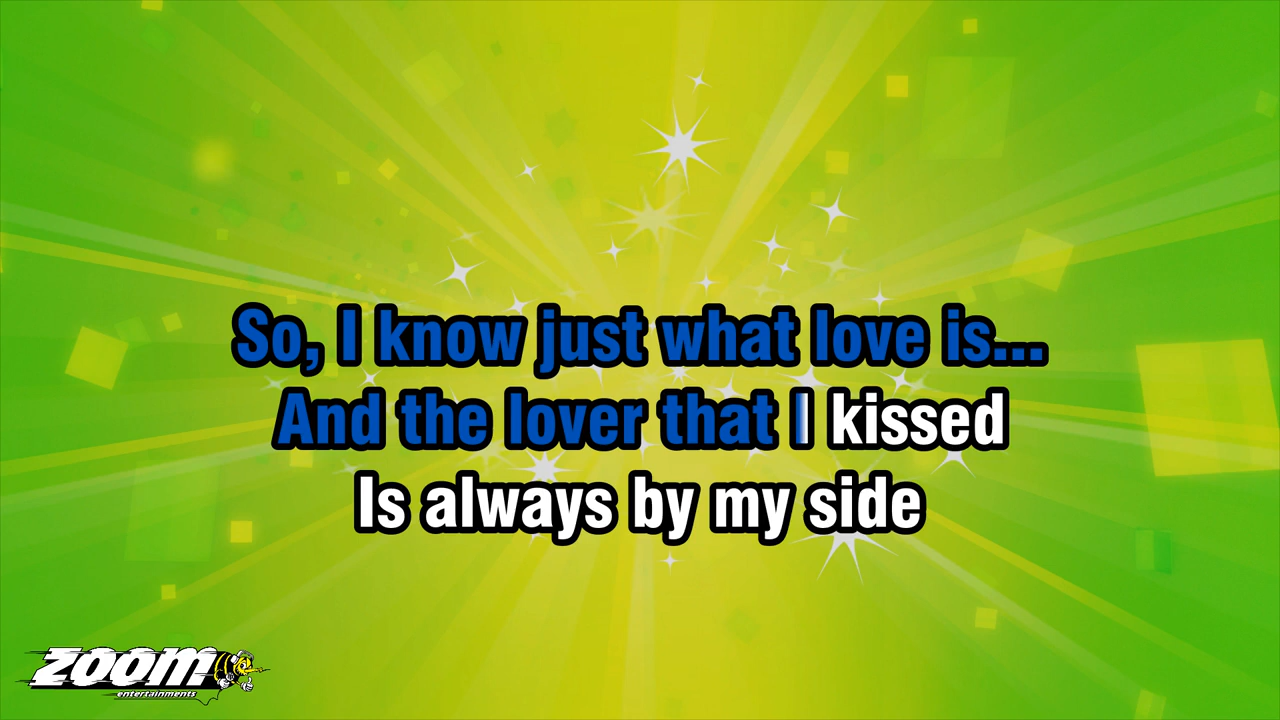 So, I know just what love is...
And the lover that I kissed
Is always by my side
ZOOM
entertainments